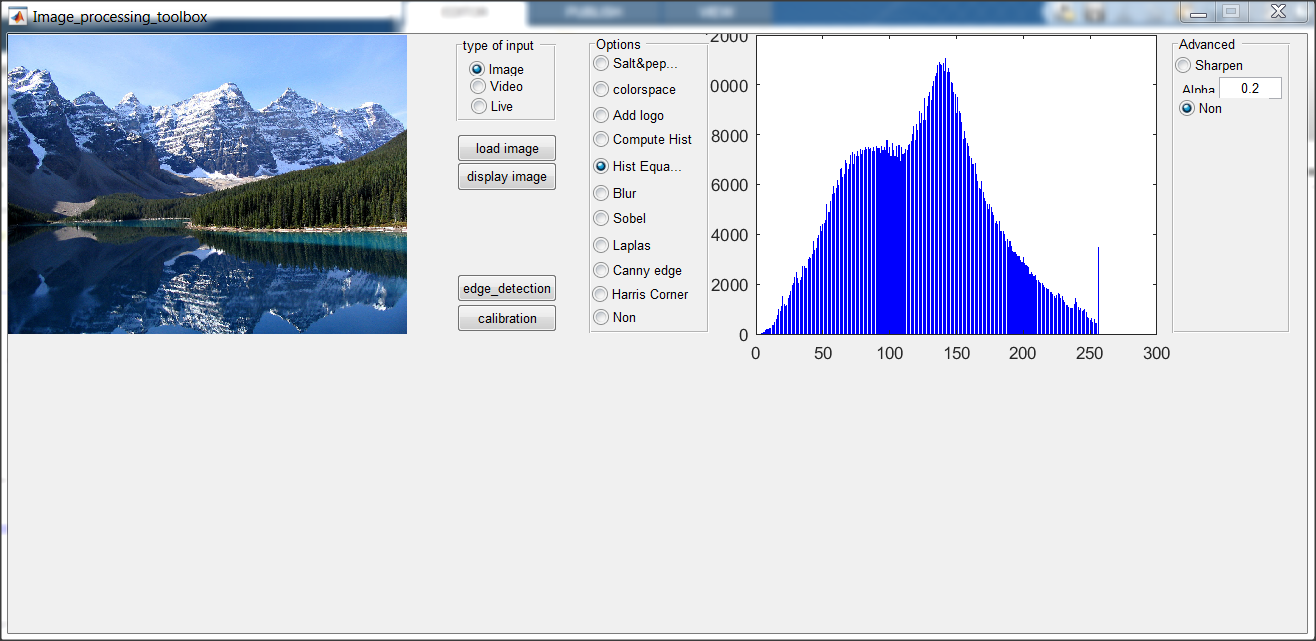 Image_processing_toolbox
EDITOR
PUBLISH
VIEW
type of input
Image
Video
Live
load image
display image
edge_detection
calibration
Options
Salt&pep...
colorspace
Add logo
Compute Hist
Hist Equa...
Blur
Sobel
Laplas
Canny edge
Harris Corner
Non
2000
0000
8000
6000
4000
2000
0
0 50 100 150 200 250 300
Advanced
Sharpen
Alpha 0.2
Non